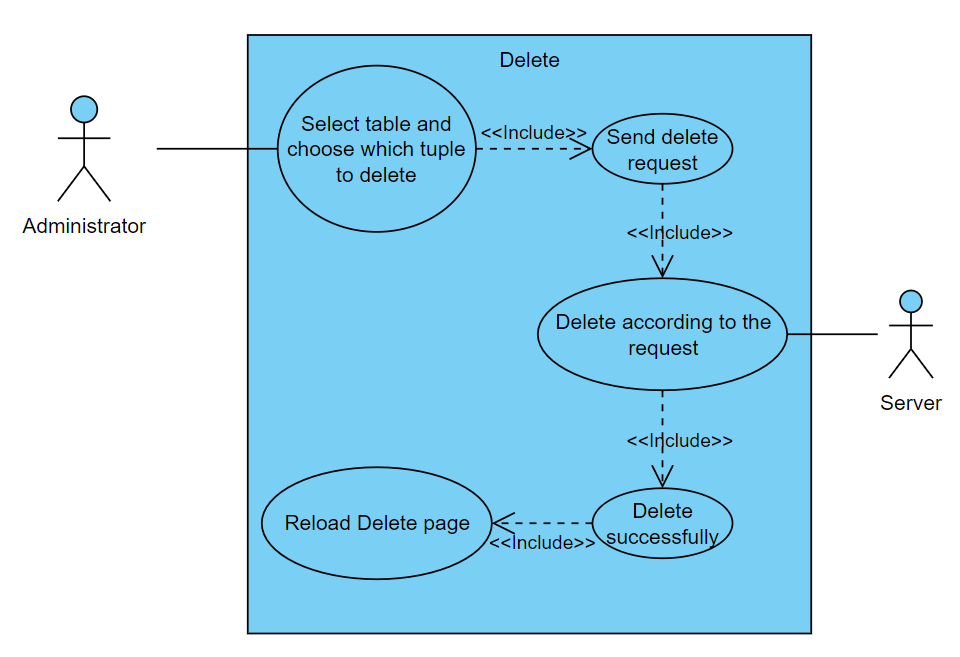 Delete
Select table and
choose which tuple
to delete
<<Include>>
Send delete
request
Administrator
<<Include>>
Delete according to the
request
Server
<<Include>>
Delete
successfully
Reload Delete page
<<Include>>